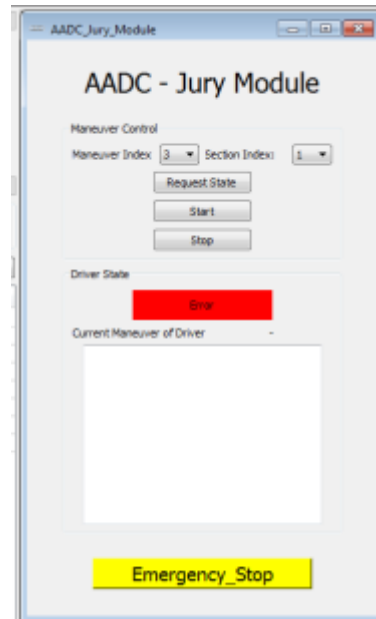 AADC_Jury_Module
AADC - Jury Module
Maneuver Control
Maneuver Index 3 Section Index: 1
Request State
Start
Stop
Driver State
Error
Current Maneuver of Driver -
Emergency_Stop